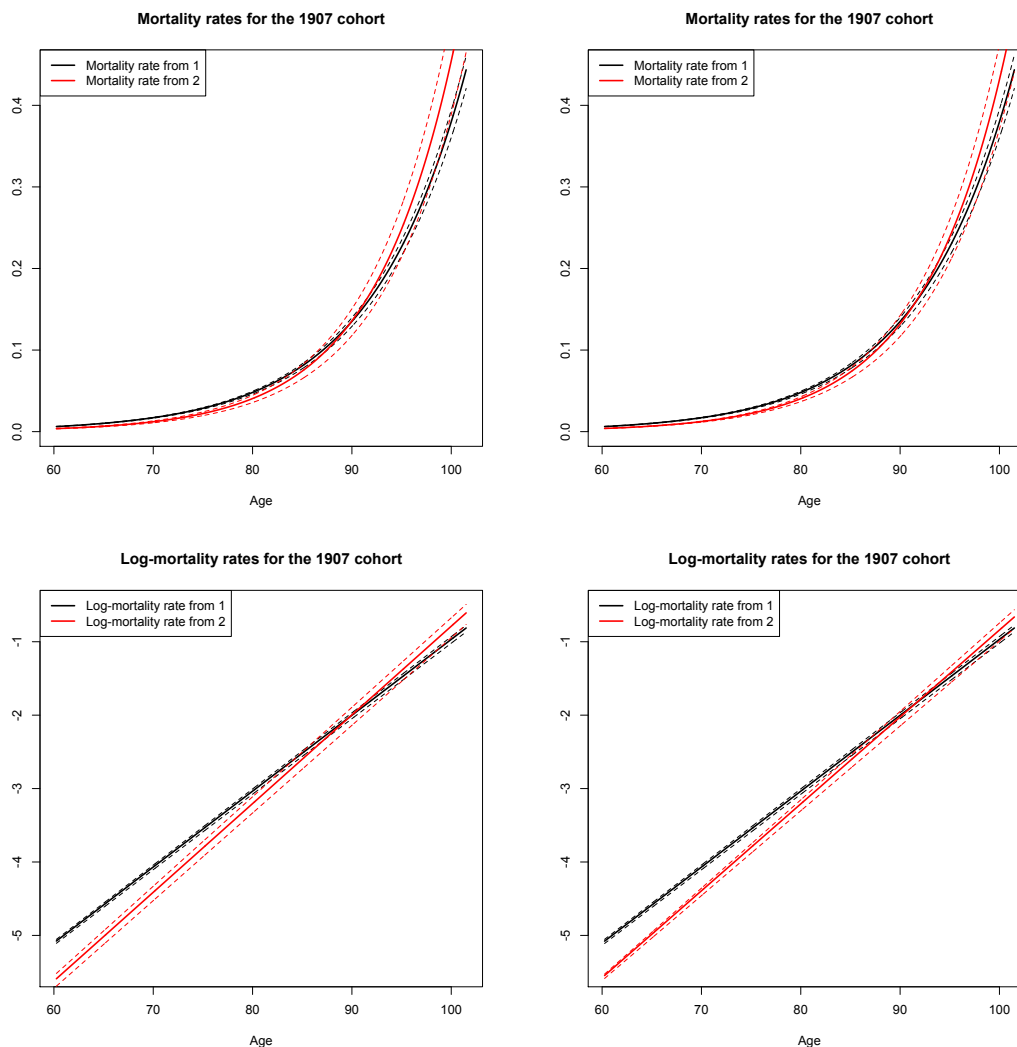 Mortality rates for the 1907 cohort
Mortality rate from 1
Mortality rate from 2
0.0
0.1
0.2
0.3
0.4
60
70
80
90
100
Age
Mortality rates for the 1907 cohort
Mortality rate from 1
Mortality rate from 2
0.0
0.1
0.2
0.3
0.4
60
70
80
90
100
Age
Log-mortality rates for the 1907 cohort
Log-mortality rate from 1
Log-mortality rate from 2
-5
-4
-3
-2
-1
60
70
80
90
100
Age
Log-mortality rates for the 1907 cohort
Log-mortality rate from 1
Log-mortality rate from 2
-5
-4
-3
-2
-1
60
70
80
90
100
Age